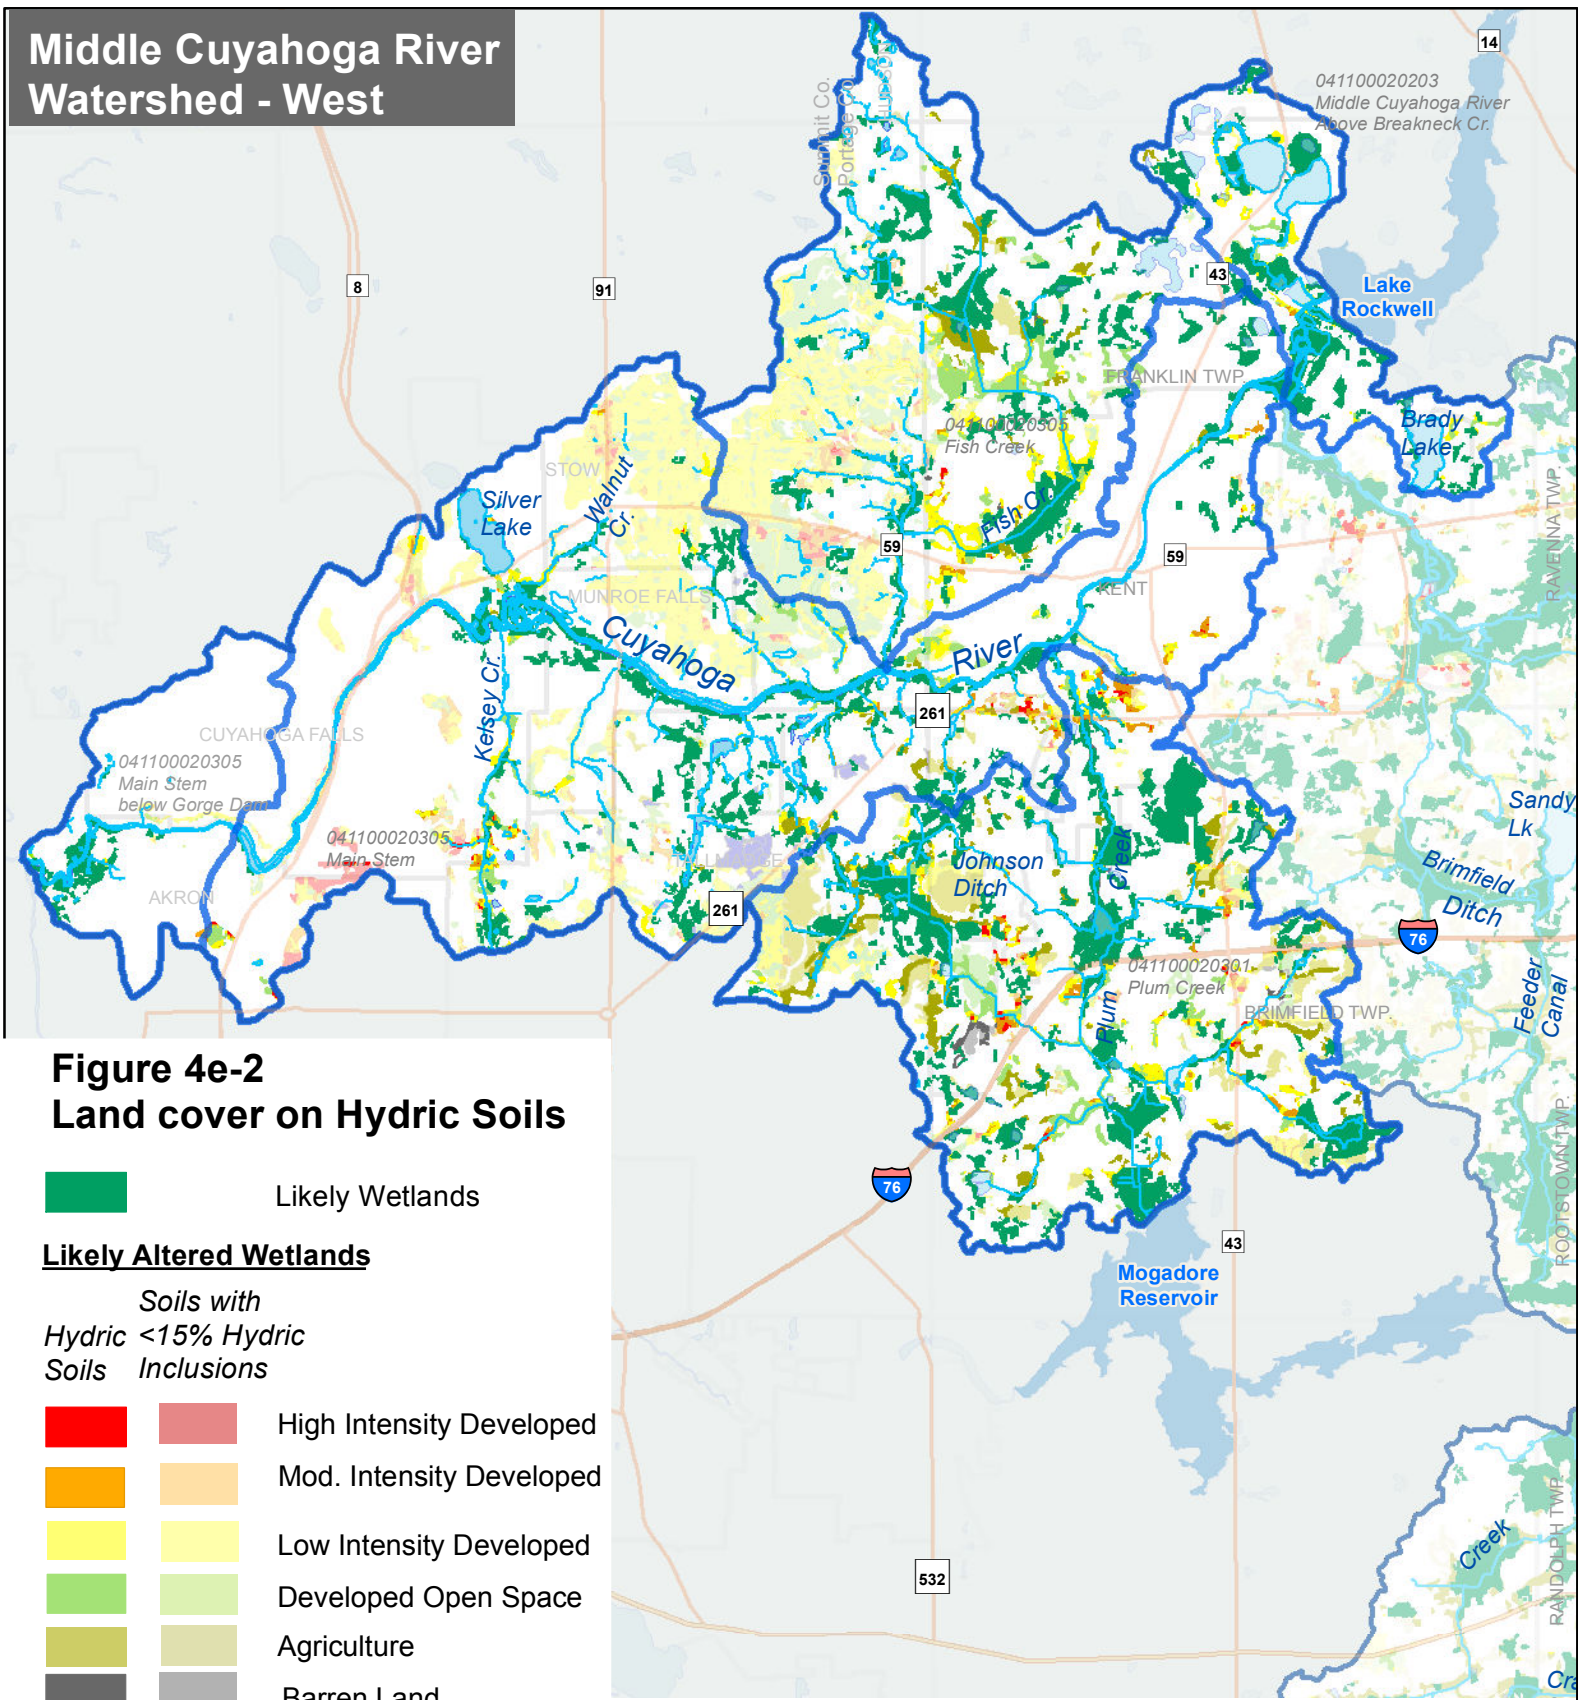 Middle Cuyahoga River
Watershed - West
14
041100020203
Middle Cuyahoga River
Above Breakneck Cr.
Summit Co.
Portage Co.
HUDSON
8
91
43
Lake
Rockwell
FRANKLIN TWP.
041100020305
Fish Creek
Brady
Lake
STOW
Walnut
Cr.
Silver
Lake
Fish Cr.
59
59
RAVENNA TWP.
KENT
MUNROE FALLS
Cuyahoga
River
Kelsey Cr.
261
CUYAHOGA FALLS
041100020305
Main Stem
below Gorge Dam
041100020305
Main Stem
TALLMADGE
Johnson
Ditch
Creek
Sandy
Lk
Brimfield
Ditch
AKRON
261
76
041100020301
Plum Creek
Plum
BRIMFIELD TWP.
Feeder
Canal
Figure 4e-2
Land cover on Hydric Soils
Likely Wetlands
ROOTSTOWN TWP.
76
43
Mogadore
Reservoir
Likely Altered Wetlands
Soils with
Hydric <15% Hydric
Soils Inclusions
High Intensity Developed
Mod. Intensity Developed
Low Intensity Developed
Developed Open Space
Agriculture
Barren Land
532
Creek
RANDOLPH TWP.